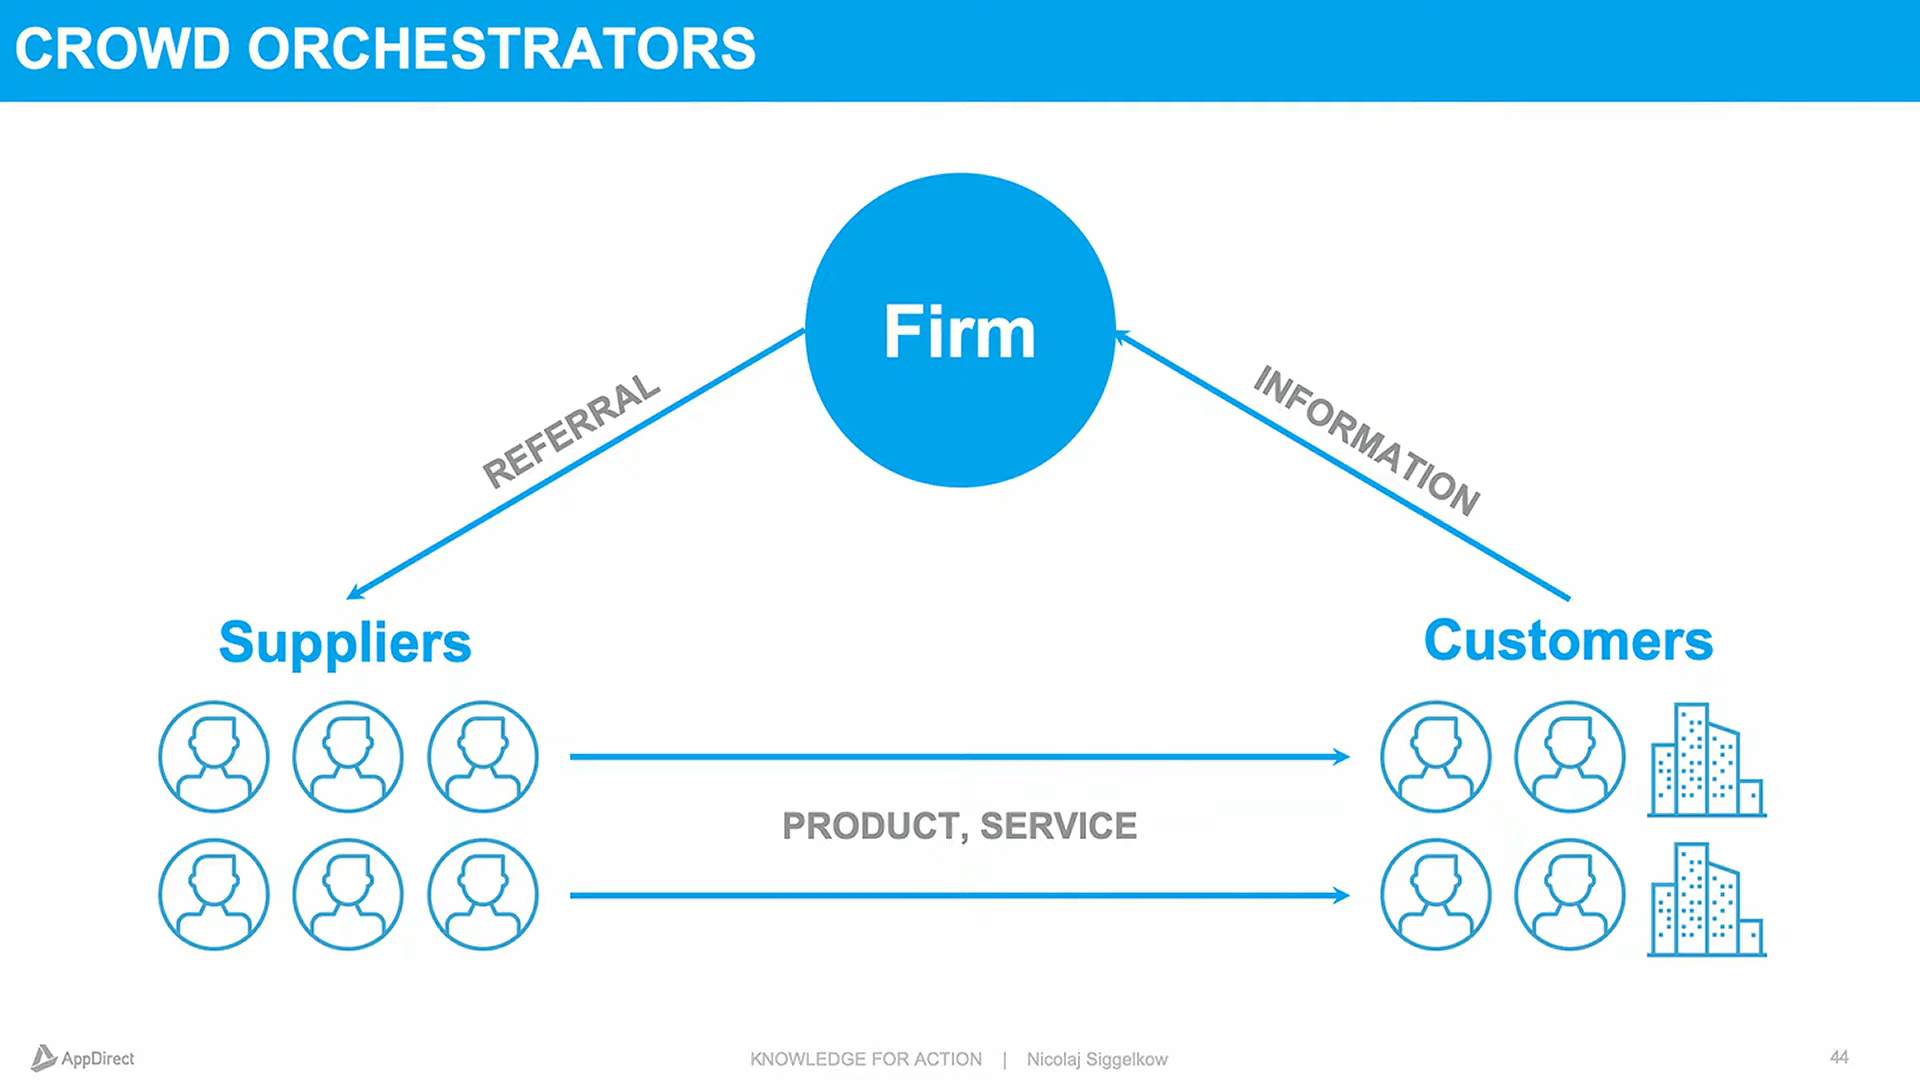 CROWD ORCHESTRATORS
Firm
REFERRAL
INFORMATION
Suppliers
Customers
PRODUCT, SERVICE
AppDirect
KNOWLEDGE FOR ACTION | Nicolaj Siggelkow
44